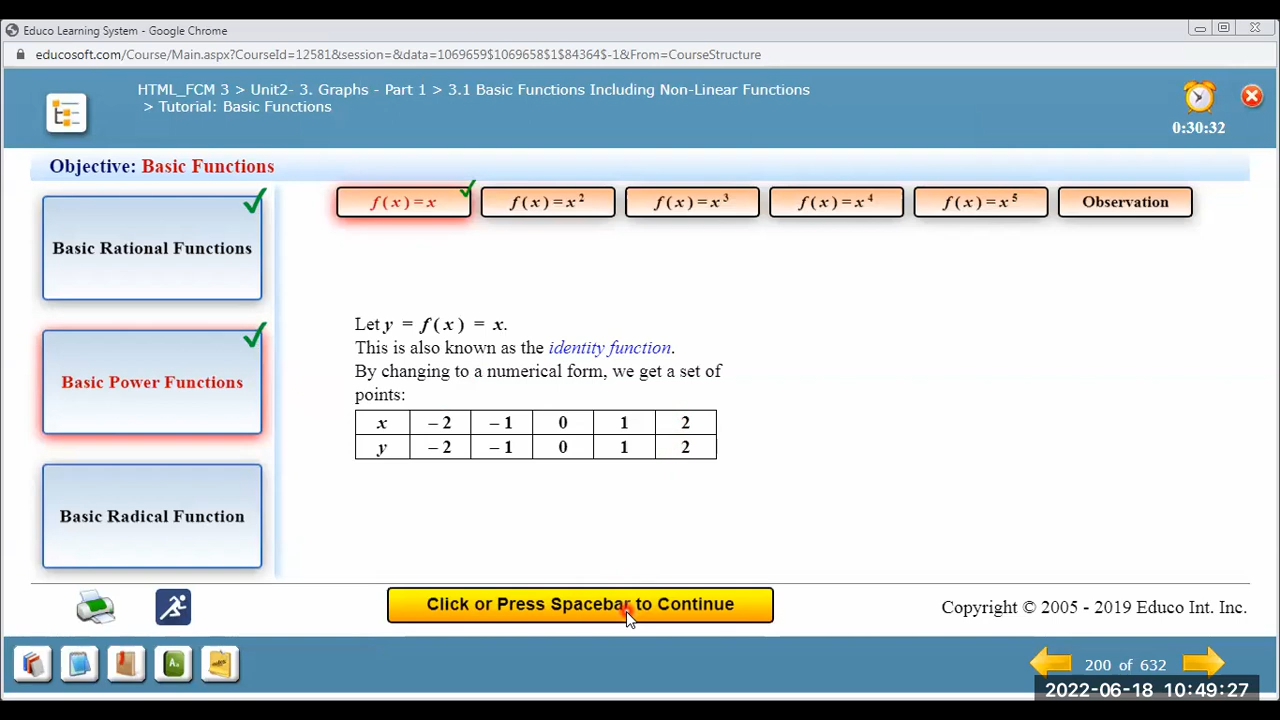 Educo Learning System - Google Chrome
educosoft.com/Course/Main.aspx?CourseId=12581&session=&data=1069659$1069658$1$84364$-1&From=CourseStructure
HTML_FCM 3 > Unit2- 3. Graphs - Part 1 > 3.1 Basic Functions Including Non-Linear Functions
> Tutorial: Basic Functions
0:30:32
Objective: Basic Functions
f ( x ) = x f ( x ) = x² f ( x ) = x³ f ( x ) = x⁴ f ( x ) = x⁵ Observation
Basic Rational Functions
Basic Power Functions
Basic Radical Function
Let y = f ( x ) = x.
This is also known as the identity function.
By changing to a numerical form, we get a set of
points:
x – 2 – 1 0 1 2
y – 2 – 1 0 1 2
Click or Press Spacebar to Continue
Copyright © 2005 - 2019 Educo Int. Inc.
200 of 632
2022-06-18 10:49:27